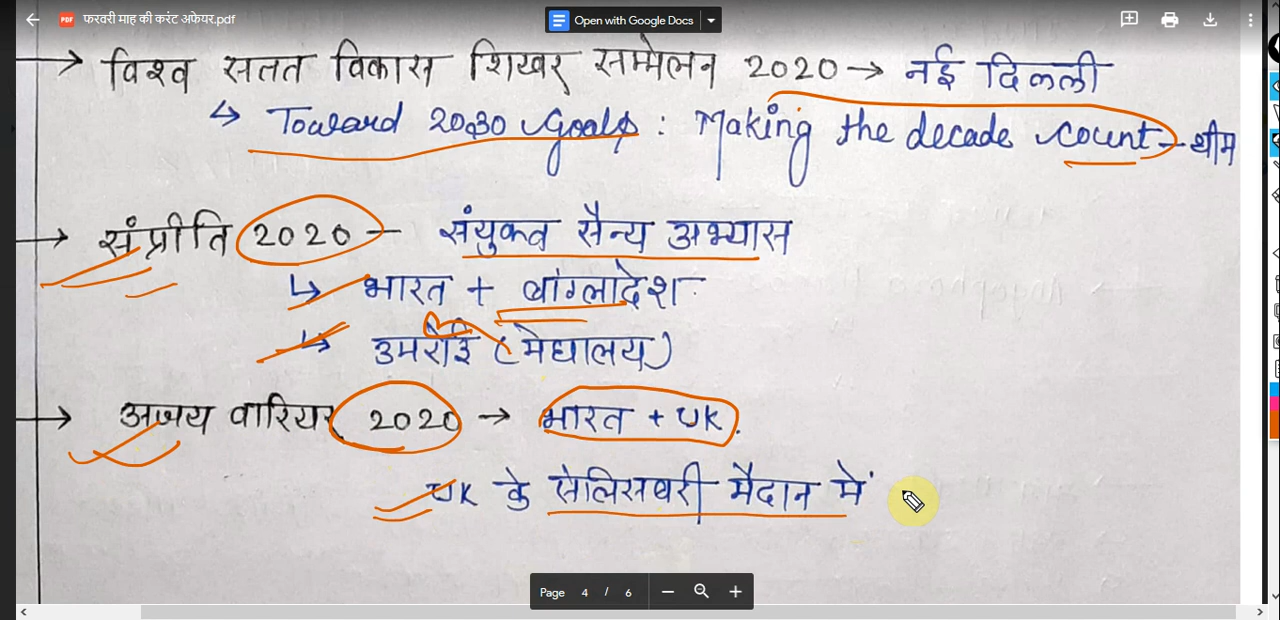 फरवरी माह की करंट अफेयर.pdf
Open with Google Docs
→ विश्व सतत विकास शिखर सम्मेलन 2020 → नई दिल्ली
↳ Toward 2030 Goals : Making the decade count - थीम
→ संप्रीति 2020 - संयुक्त सैन्य अभ्यास
↳ भारत + बांग्लादेश
↳ उमरोई (मेघालय)
→ अजय वारियर 2020 → भारत + UK.
UK के सेलिसबरी मैदान में
Page 4 / 6